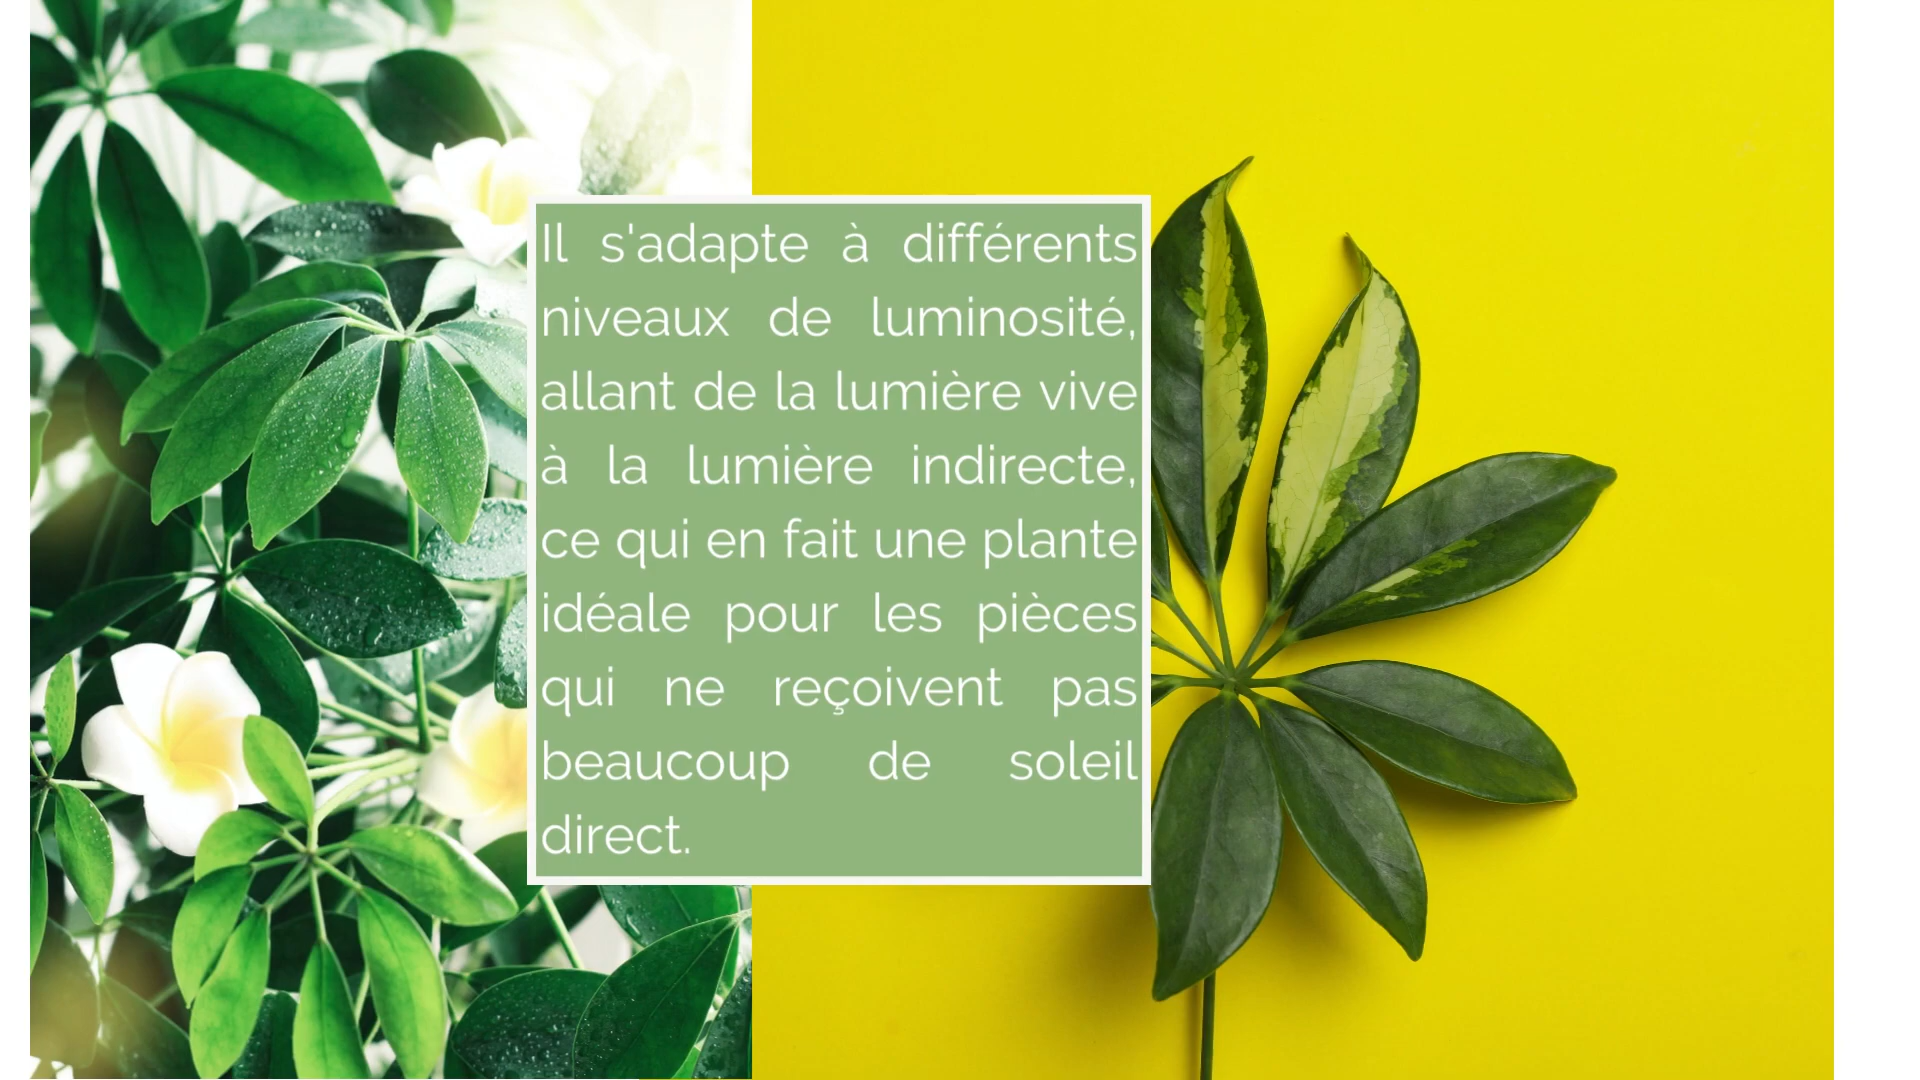 Il s'adapte à différents
niveaux de luminosité,
allant de la lumière vive
à la lumière indirecte,
ce qui en fait une plante
idéale pour les pièces
qui ne reçoivent pas
beaucoup de soleil
direct.